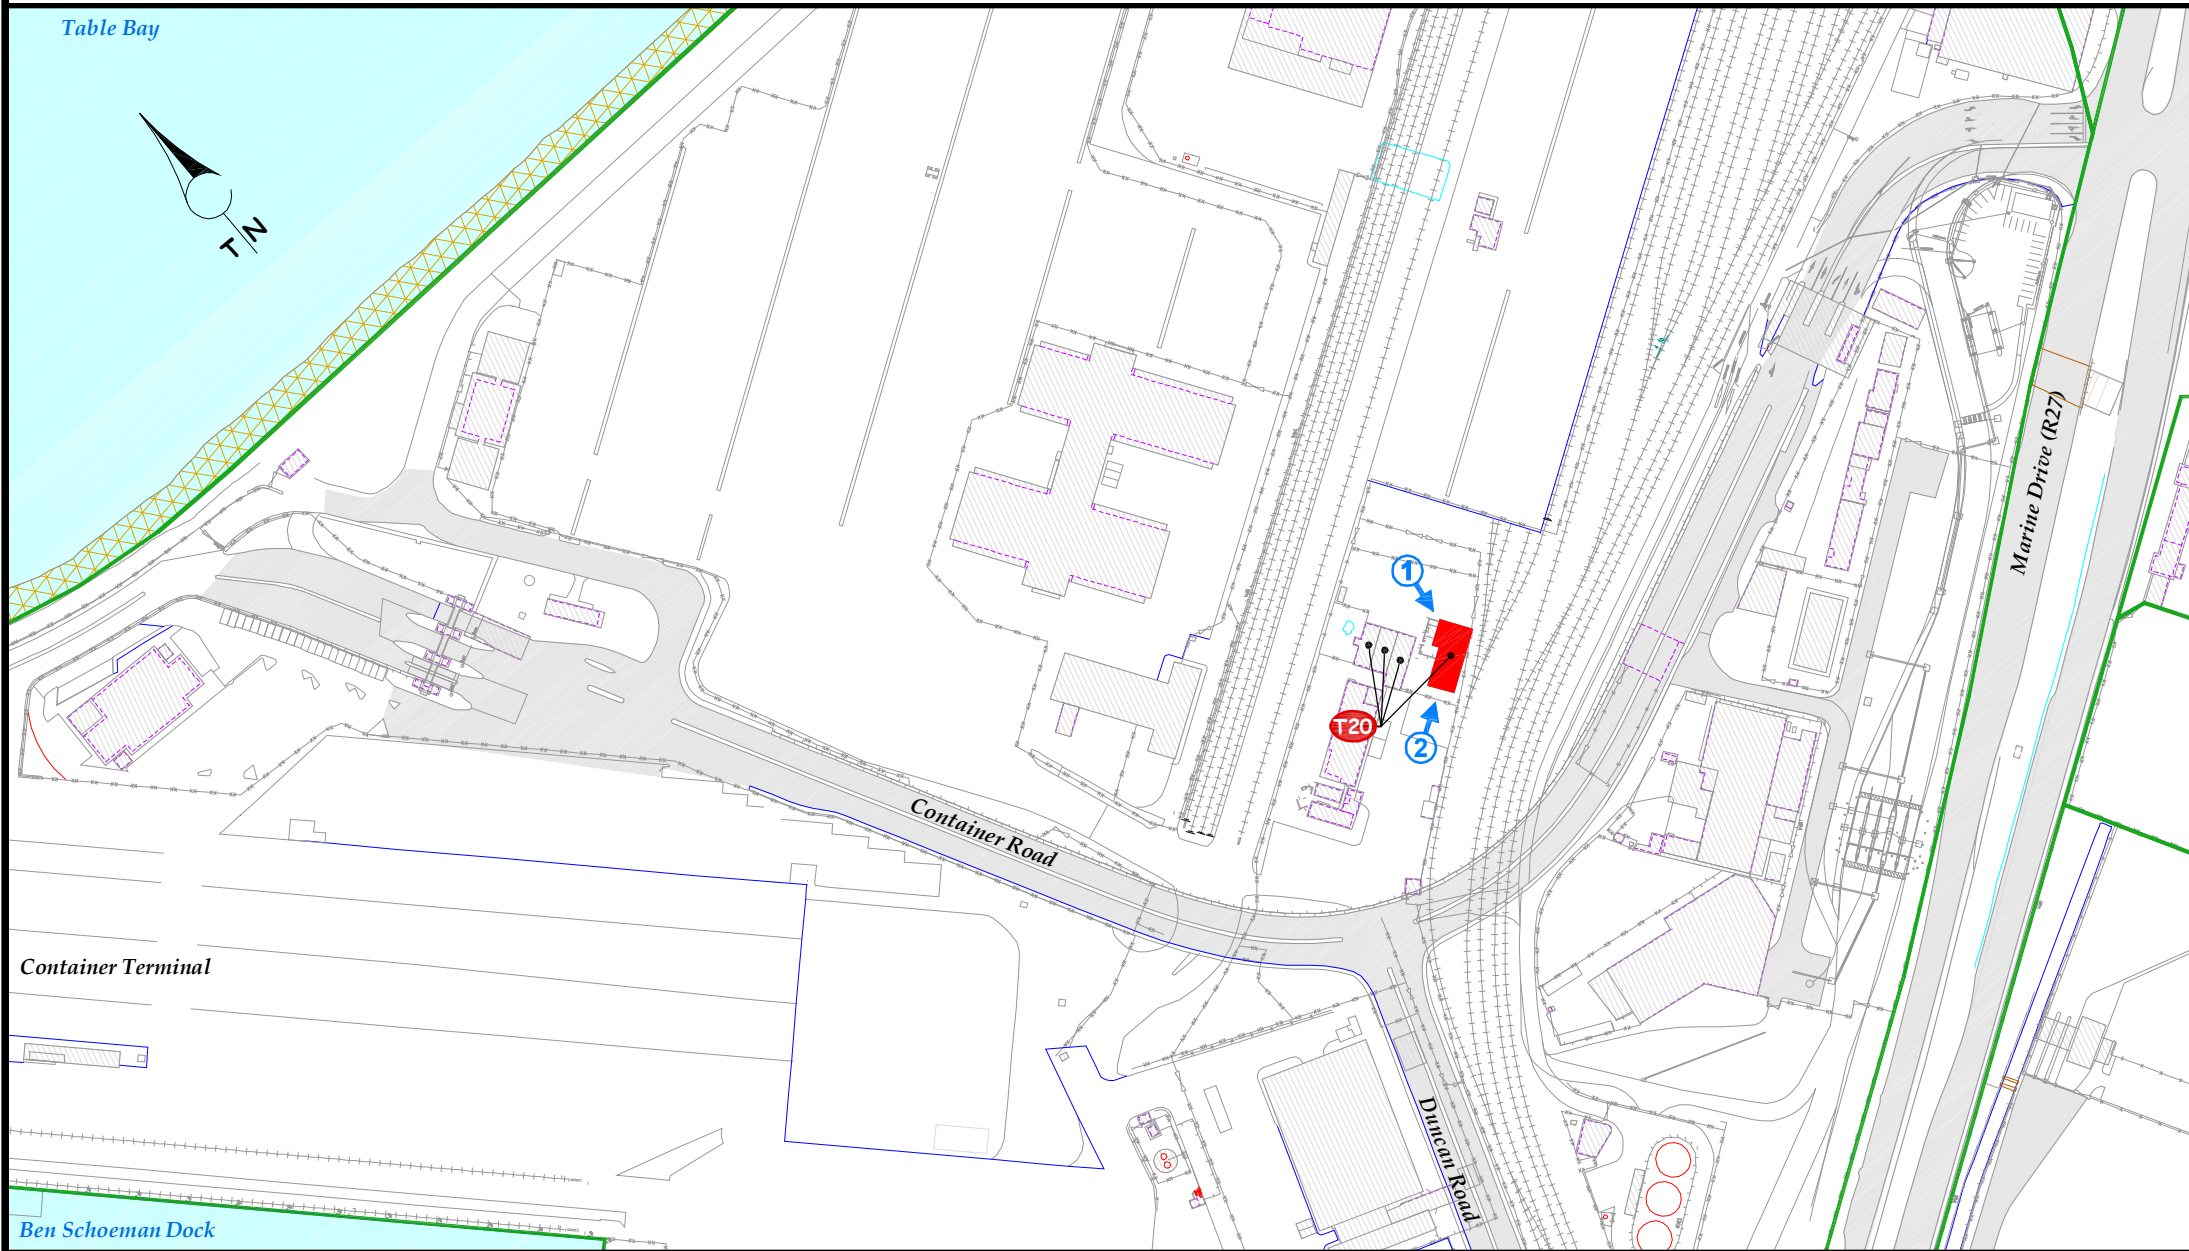 Table Bay
T N
Marine Drive (R27)
1
T20
2
Container Road
Container Terminal
Duncan Road
Ben Schoeman Dock